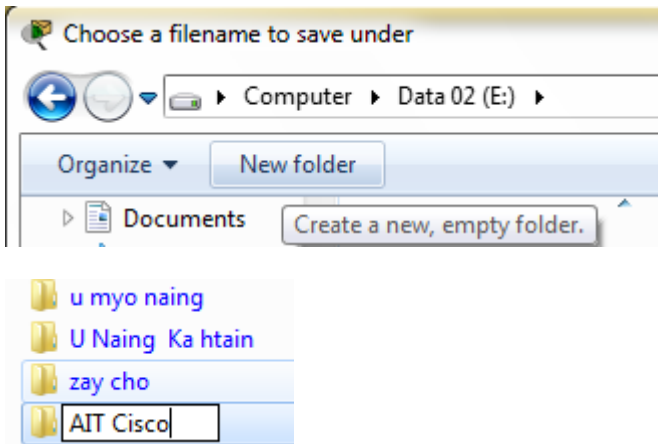 Choose a filename to save under
Computer Data 02 (E:)
Organize New folder
Documents
Create a new, empty folder.
u myo naing
U Naing Ka htain
zay cho
AIT Cisco